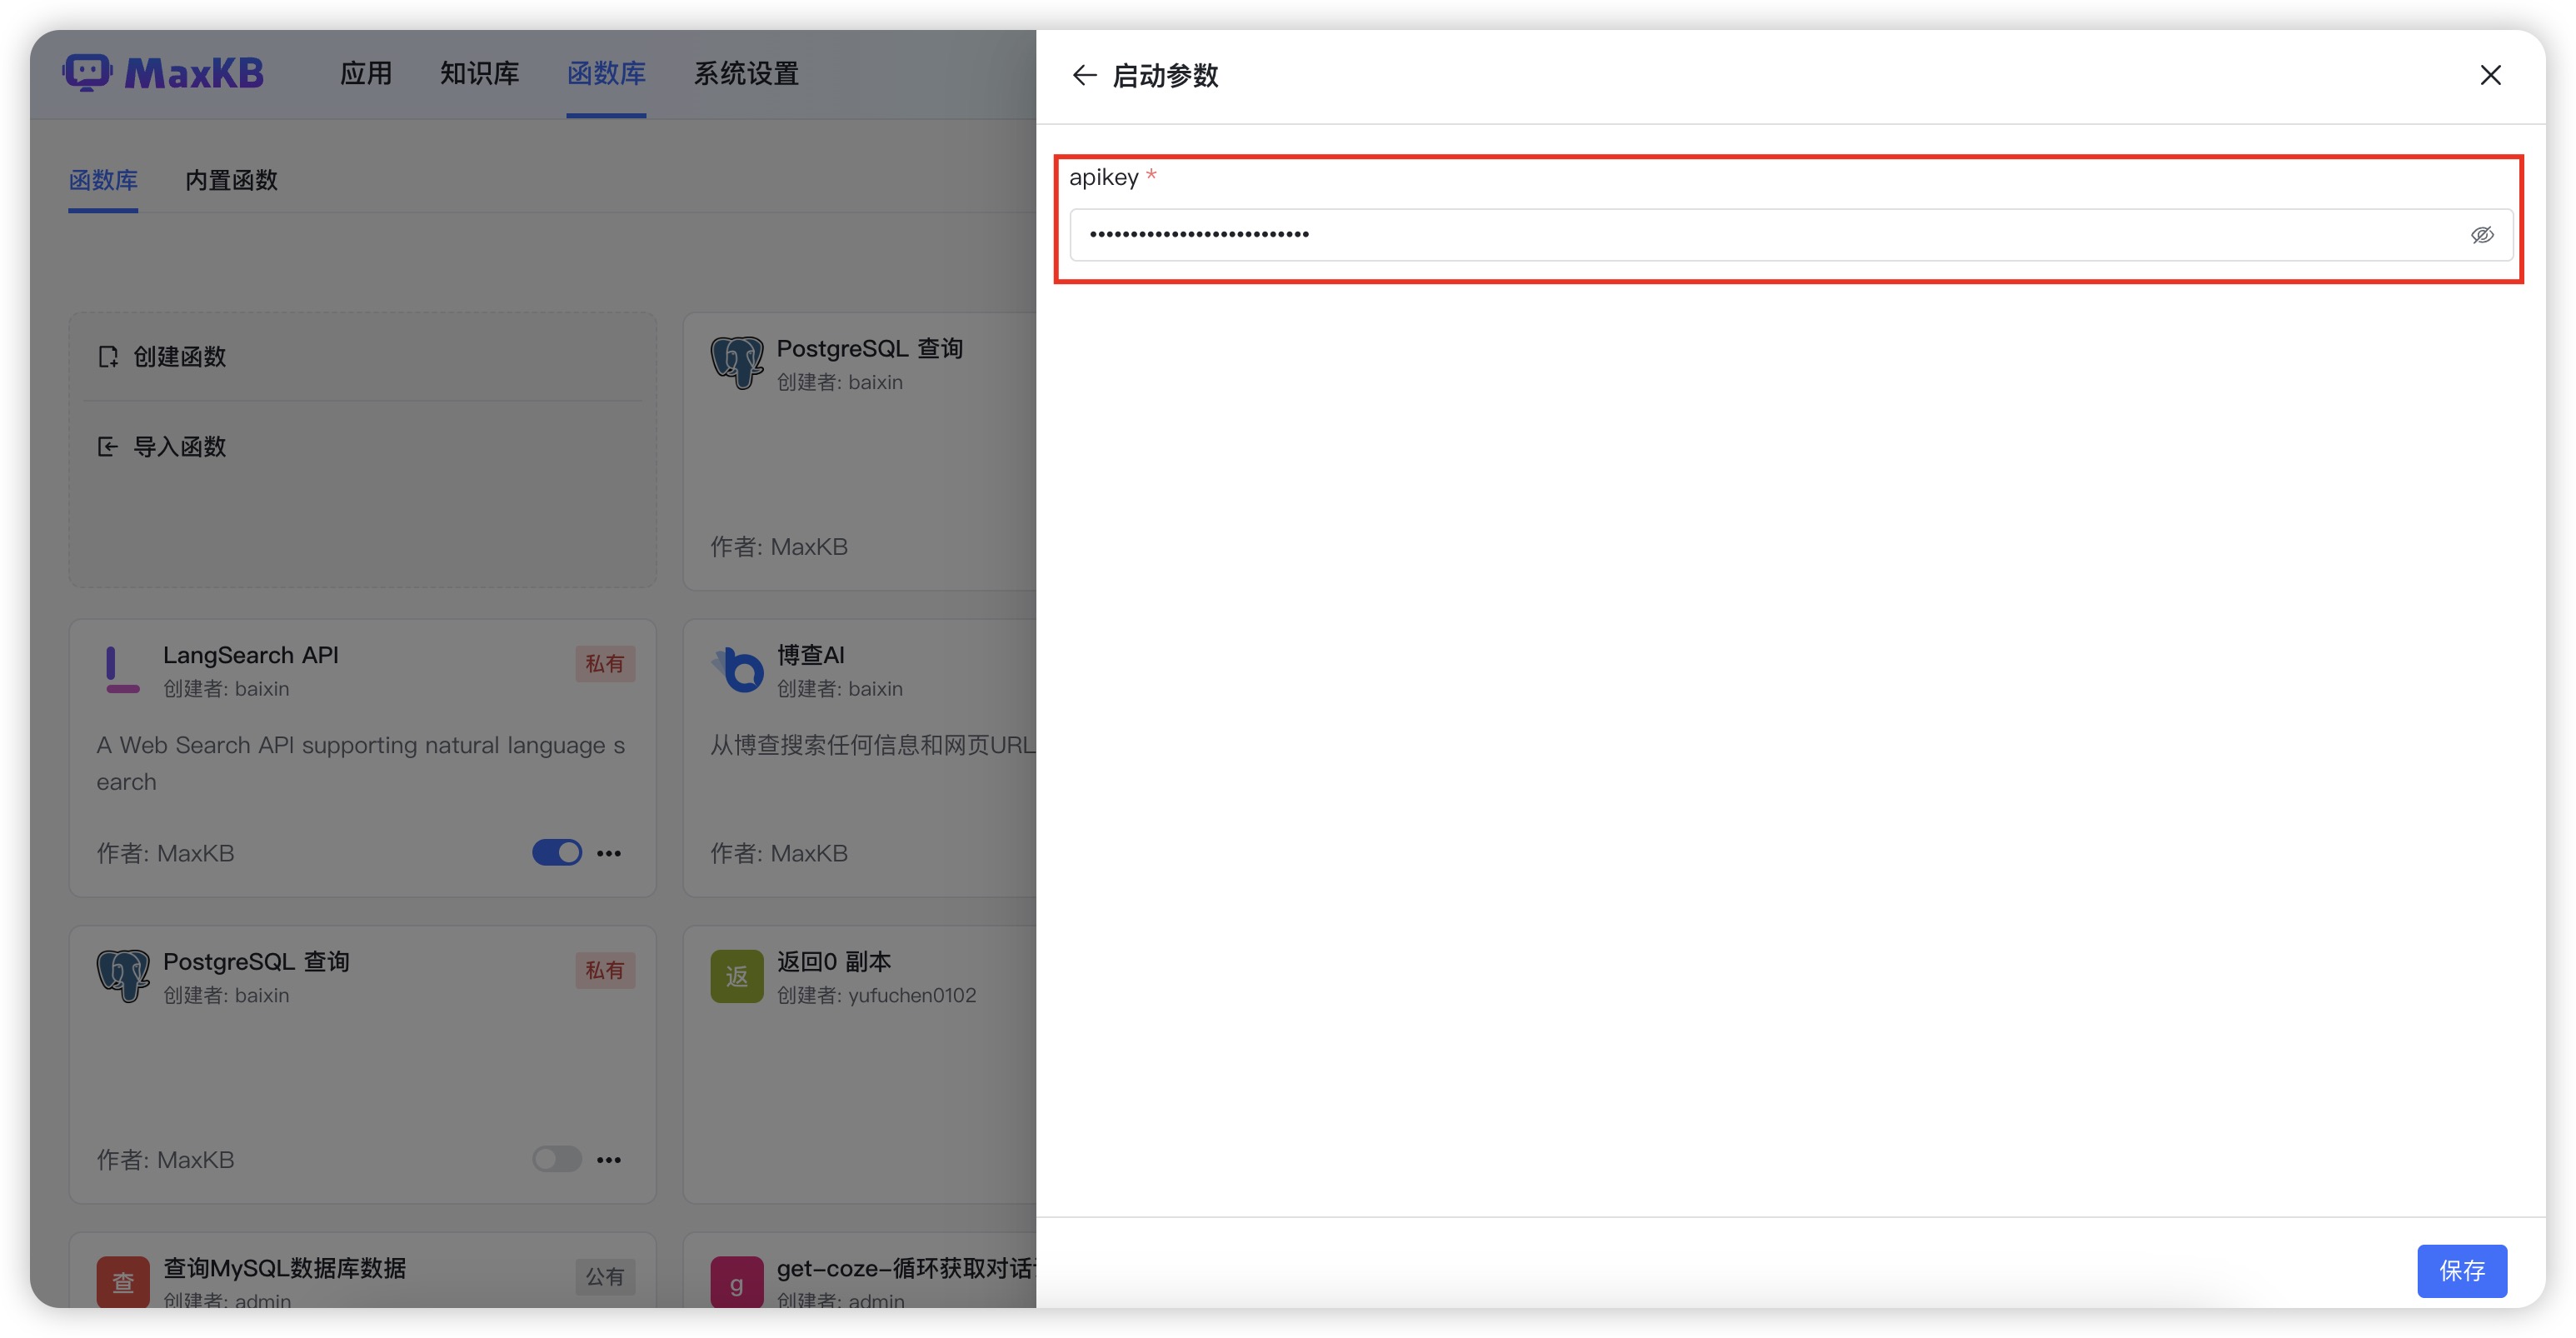 MaxKB 应用 知识库 函数库 系统设置
函数库 内置函数
创建函数
导入函数
PostgreSQL 查询
创建者: baixin
作者: MaxKB
LangSearch API
创建者: baixin
私有
A Web Search API supporting natural language s
earch
作者: MaxKB
博查AI
创建者: baixin
从博查搜索任何信息和网页URL
作者: MaxKB
PostgreSQL 查询
创建者: baixin
私有
作者: MaxKB
返
返回0 副本
创建者: yufuchen0102
查
查询MySQL数据库数据
创建者: admin
公有
g
get-coze-循环获取对话
创建者: admin
启动参数
apikey *
•••••••••••••••••••••••••••
保存